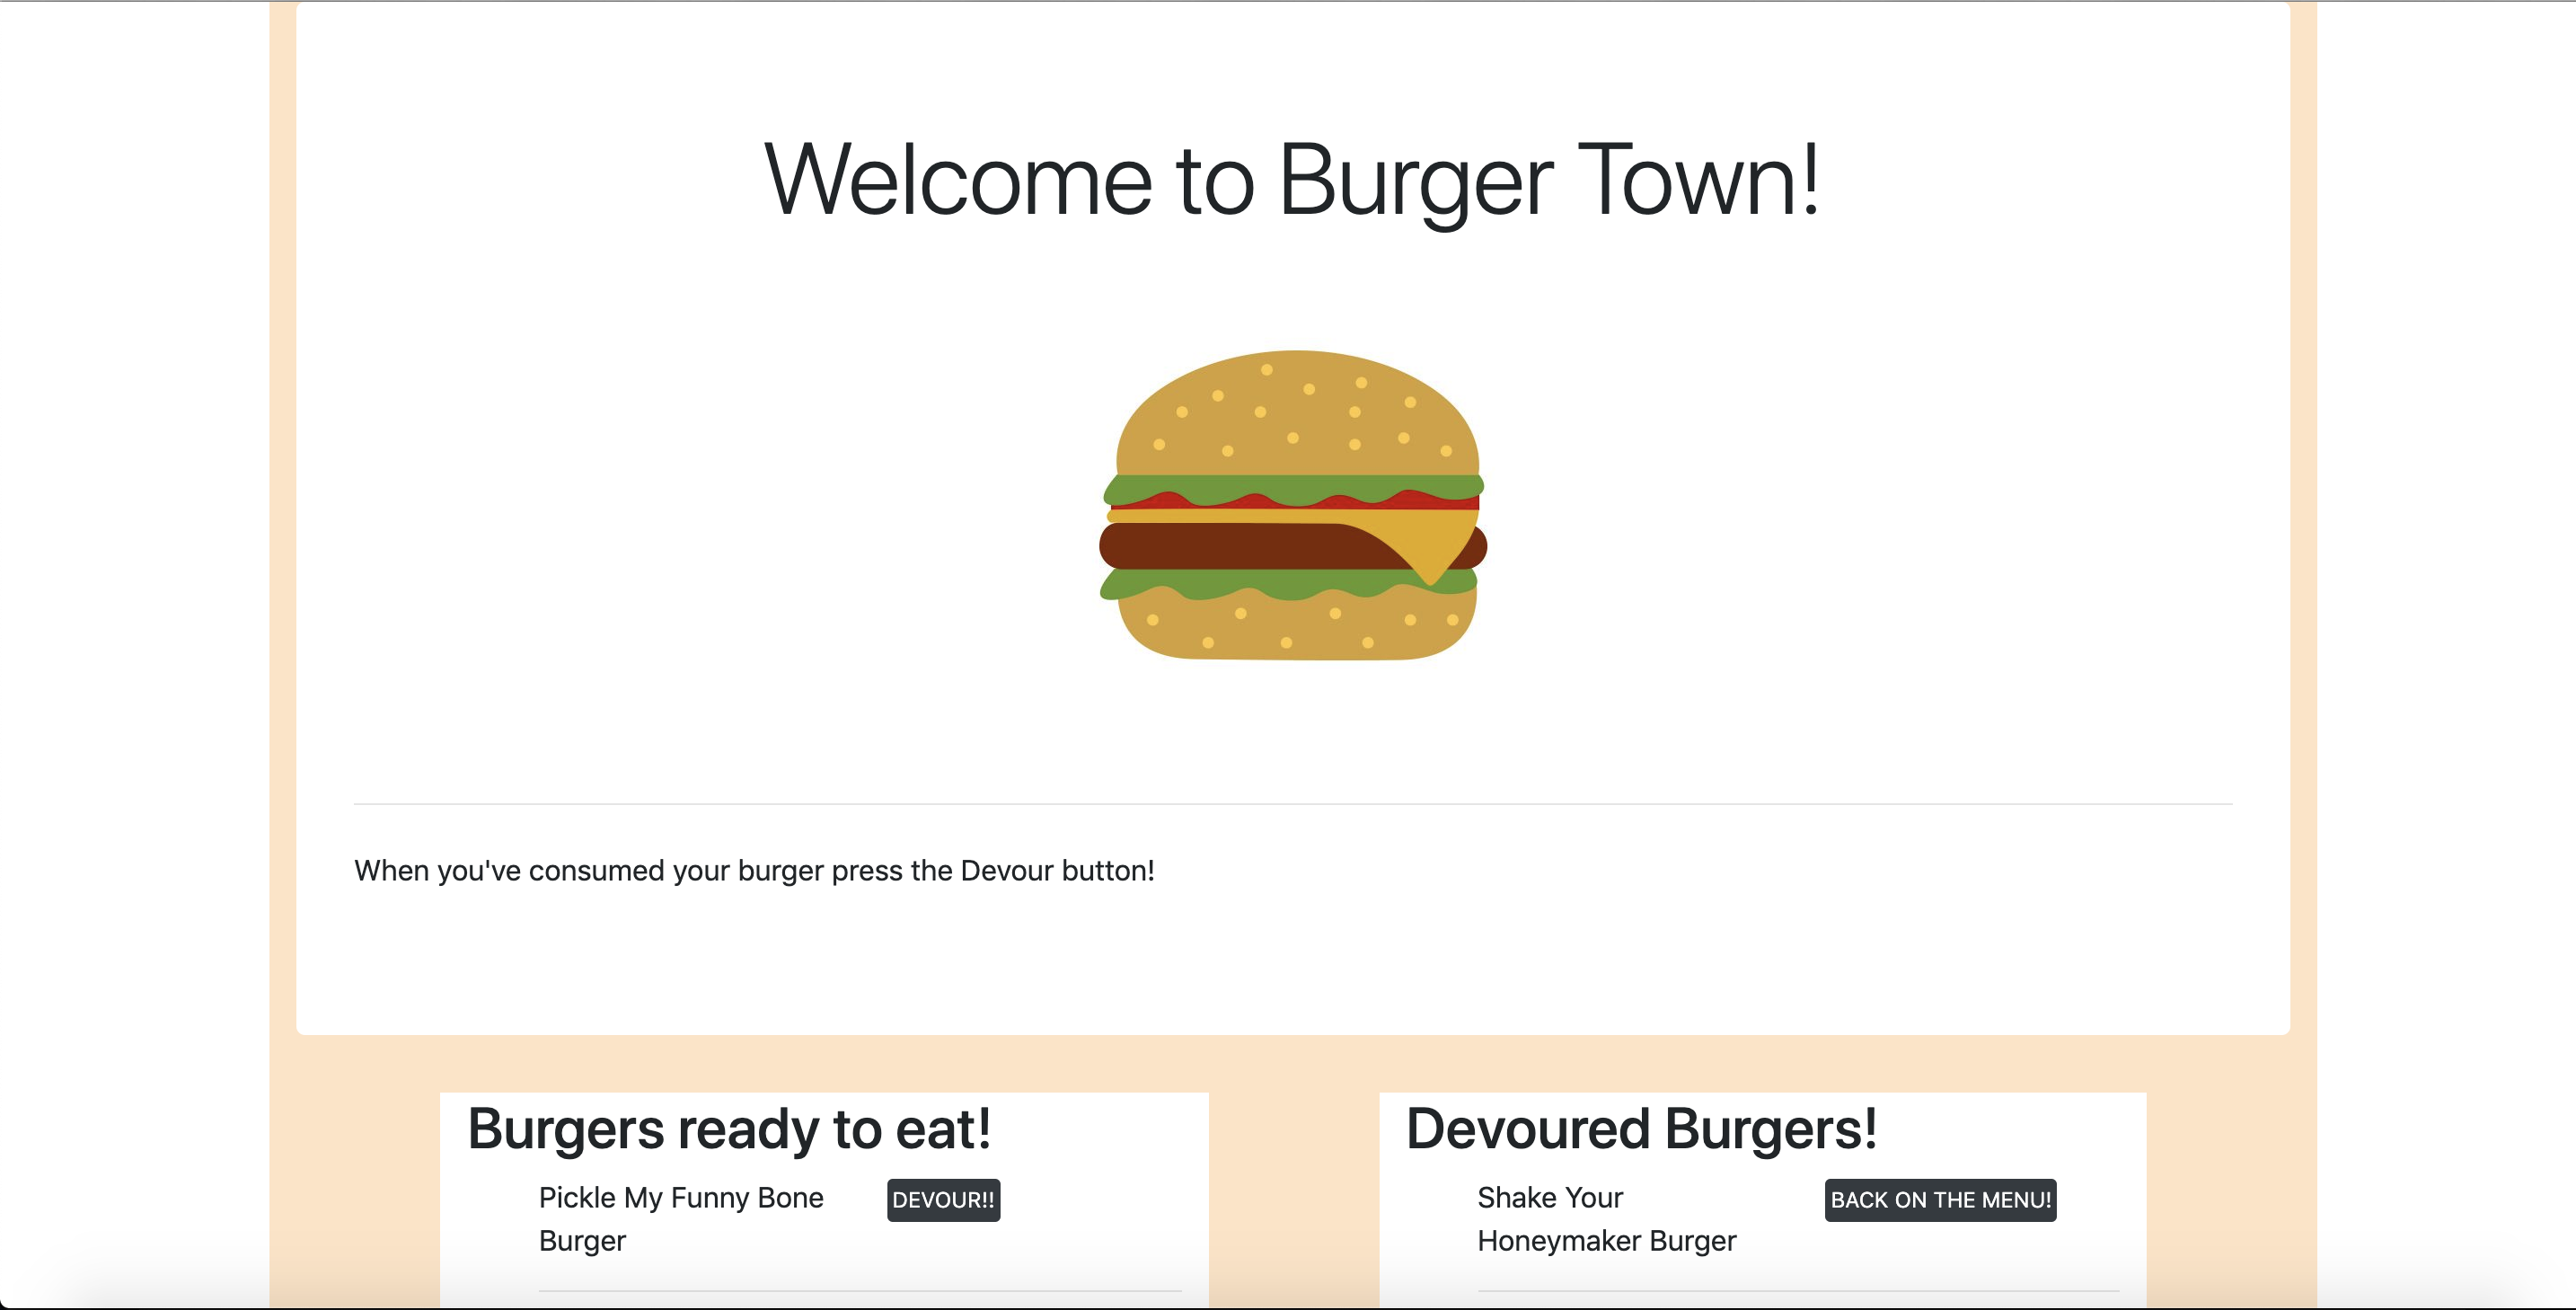 Welcome to Burger Town!
When you've consumed your burger press the Devour button!
Burgers ready to eat!
Pickle My Funny Bone
Burger
DEVOUR!!
Devoured Burgers!
Shake Your
Honeymaker Burger
BACK ON THE MENU!